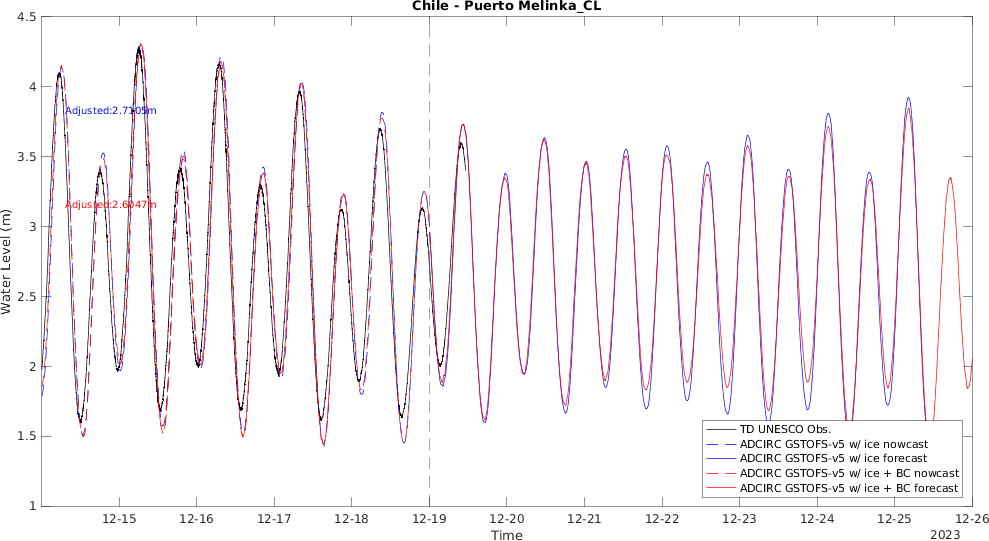 Chile - Puerto Melinka_CL
4.5
4
3.5
3
2.5
2
1.5
1
Water Level (m)
Adjusted:2.7105m
Adjusted:2.6047m
TD UNESCO Obs.
ADCIRC GSTOFS-v5 w/ ice nowcast
ADCIRC GSTOFS-v5 w/ ice forecast
ADCIRC GSTOFS-v5 w/ ice + BC nowcast
ADCIRC GSTOFS-v5 w/ ice + BC forecast
12-15 12-16 12-17 12-18 12-19 12-20 12-21 12-22 12-23 12-24 12-25 12-26
Time
2023